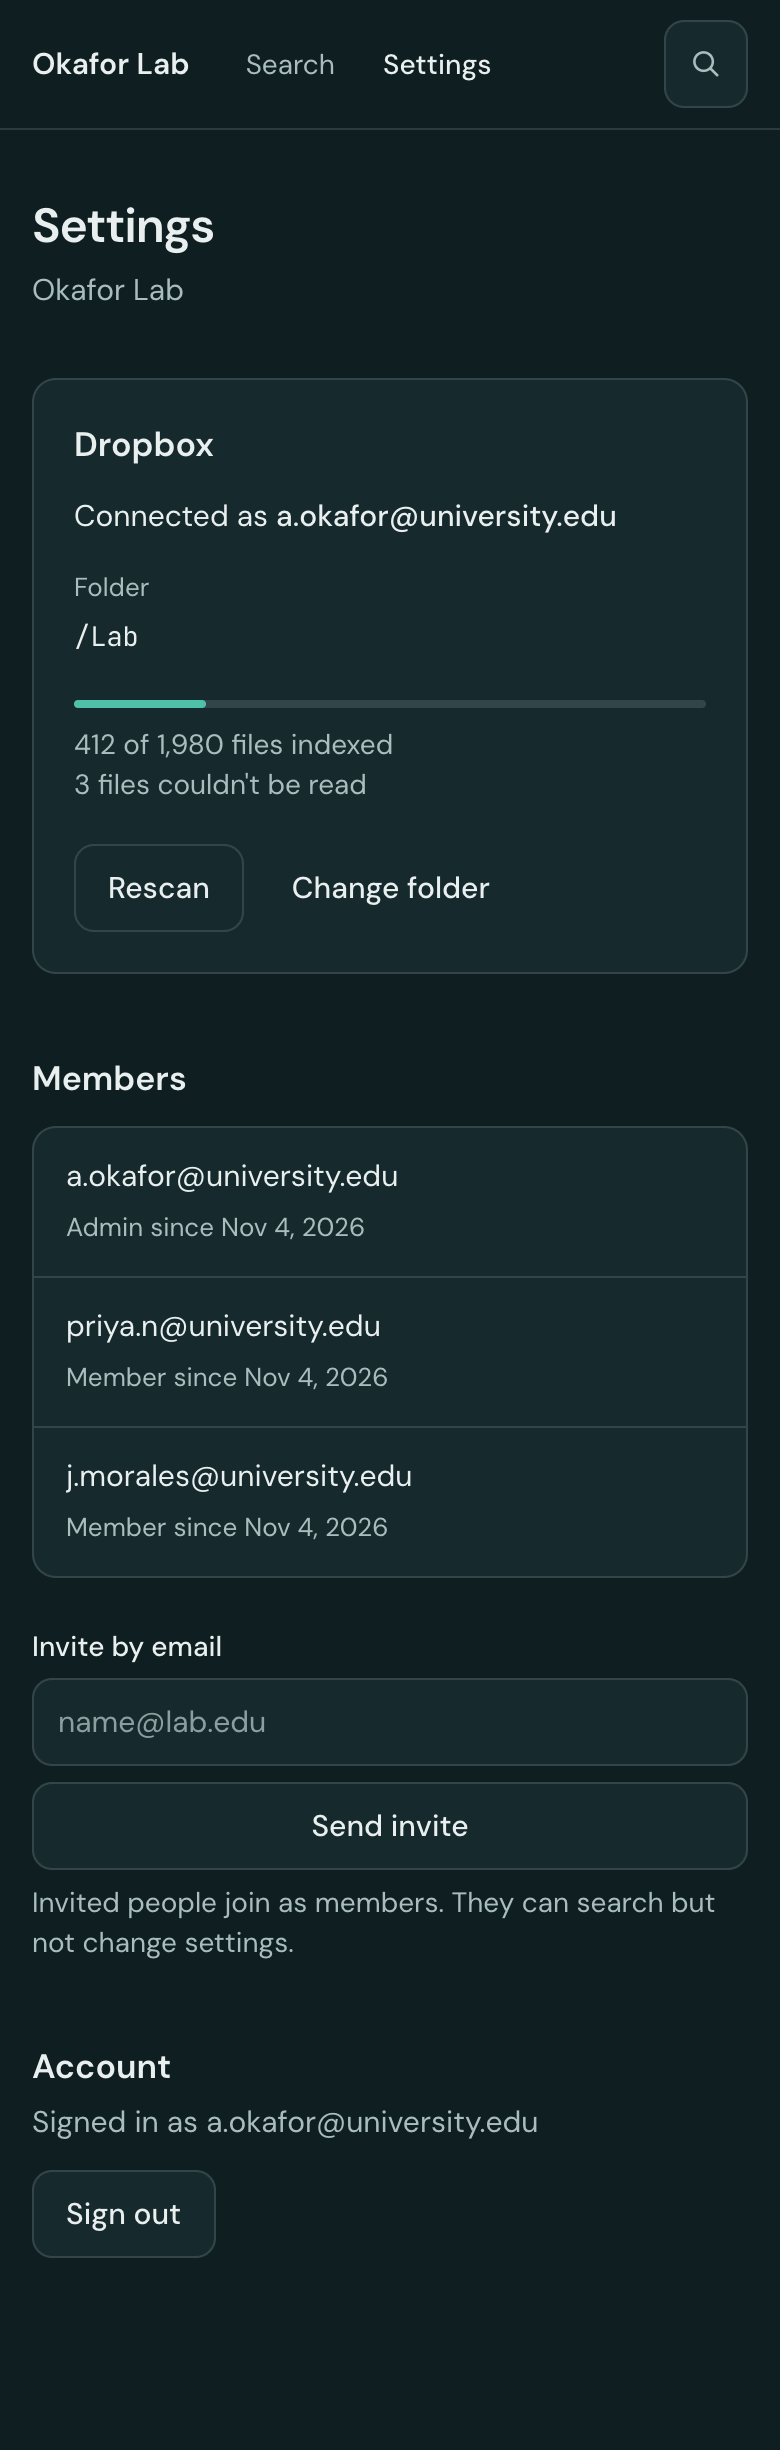 Okafor Lab Search Settings
Settings
Okafor Lab
Dropbox
Connected as a.okafor@university.edu
Folder
/Lab
412 of 1,980 files indexed
3 files couldn't be read
Rescan Change folder
Members
a.okafor@university.edu
Admin since Nov 4, 2026
priya.n@university.edu
Member since Nov 4, 2026
j.morales@university.edu
Member since Nov 4, 2026
Invite by email
name@lab.edu
Send invite
Invited people join as members. They can search but
not change settings.
Account
Signed in as a.okafor@university.edu
Sign out